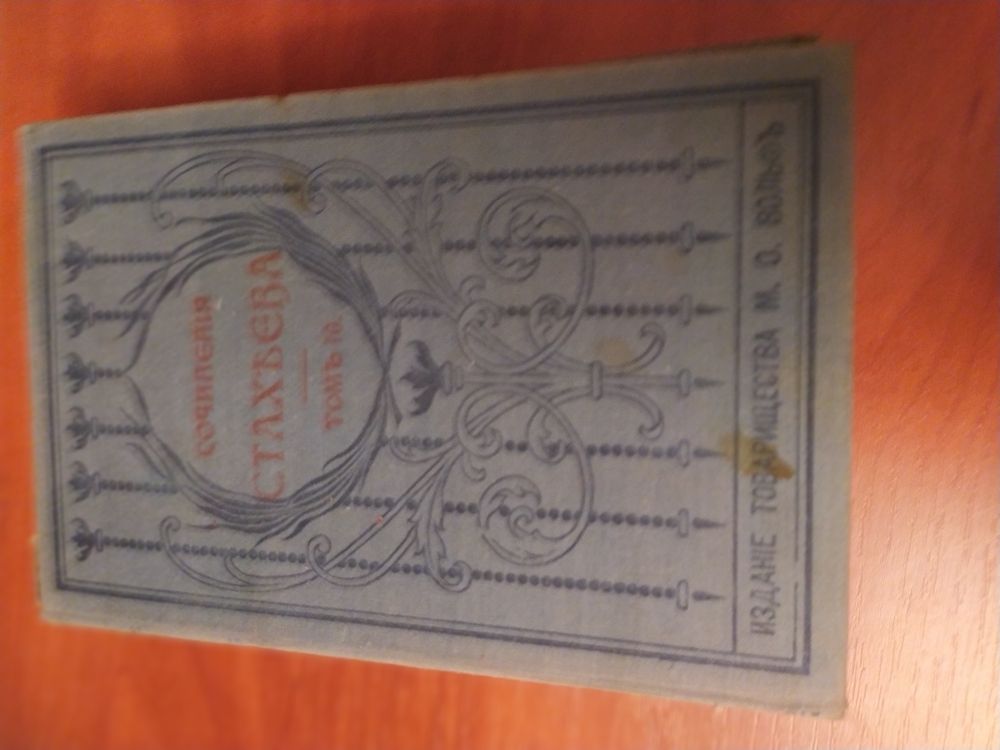 СОЧИНЕНІЯ
СТАХѢЕВА
ТОМЪ
ИЗДАНІЕ ТОВАРИЩЕСТВА М. О. ВОЛЬФЪ